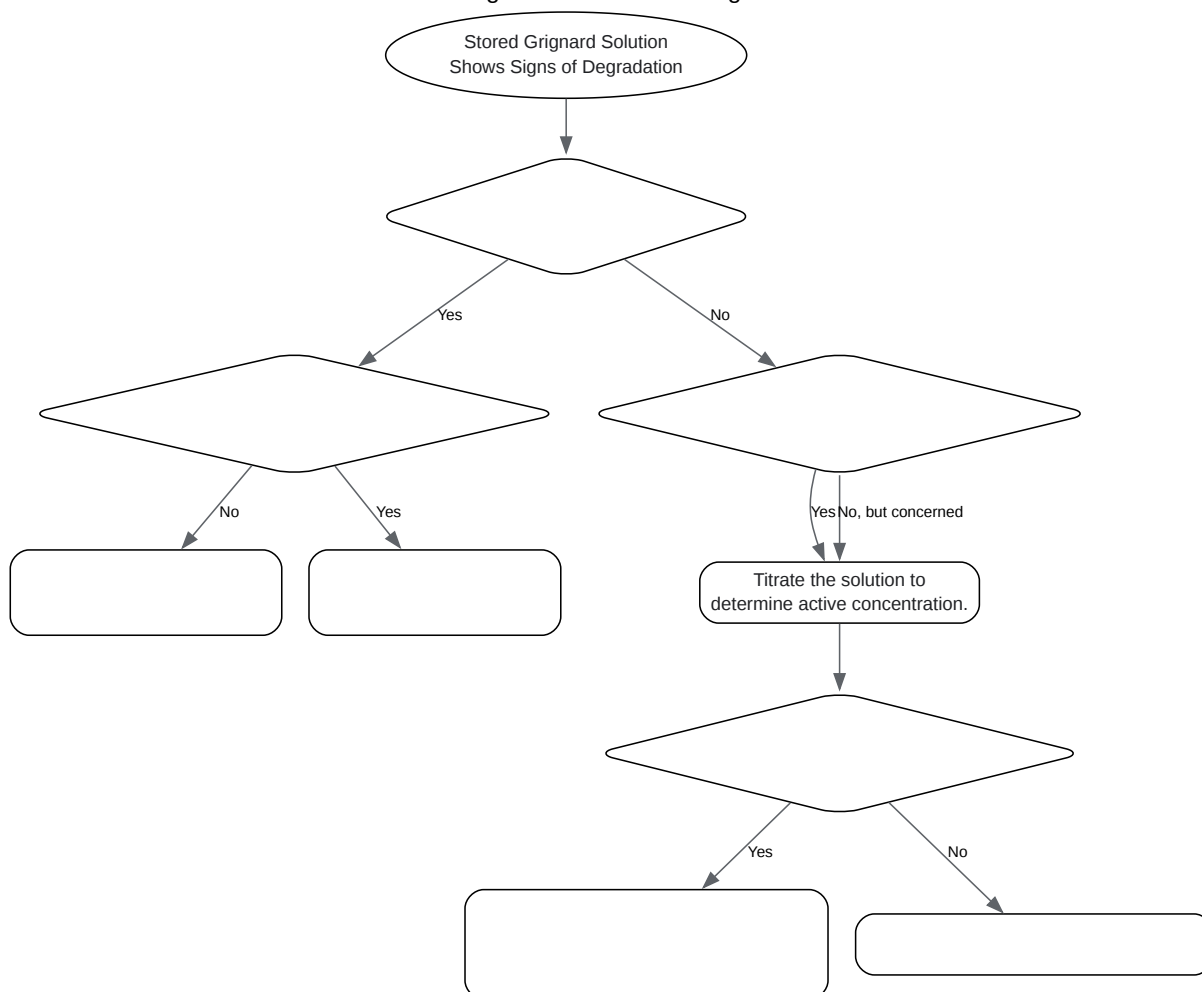 Stored Grignard Solution
Shows Signs of Degradation
Yes
No
No
Yes
Yes
No, but concerned
Titrate the solution to
determine active concentration.
Yes
No